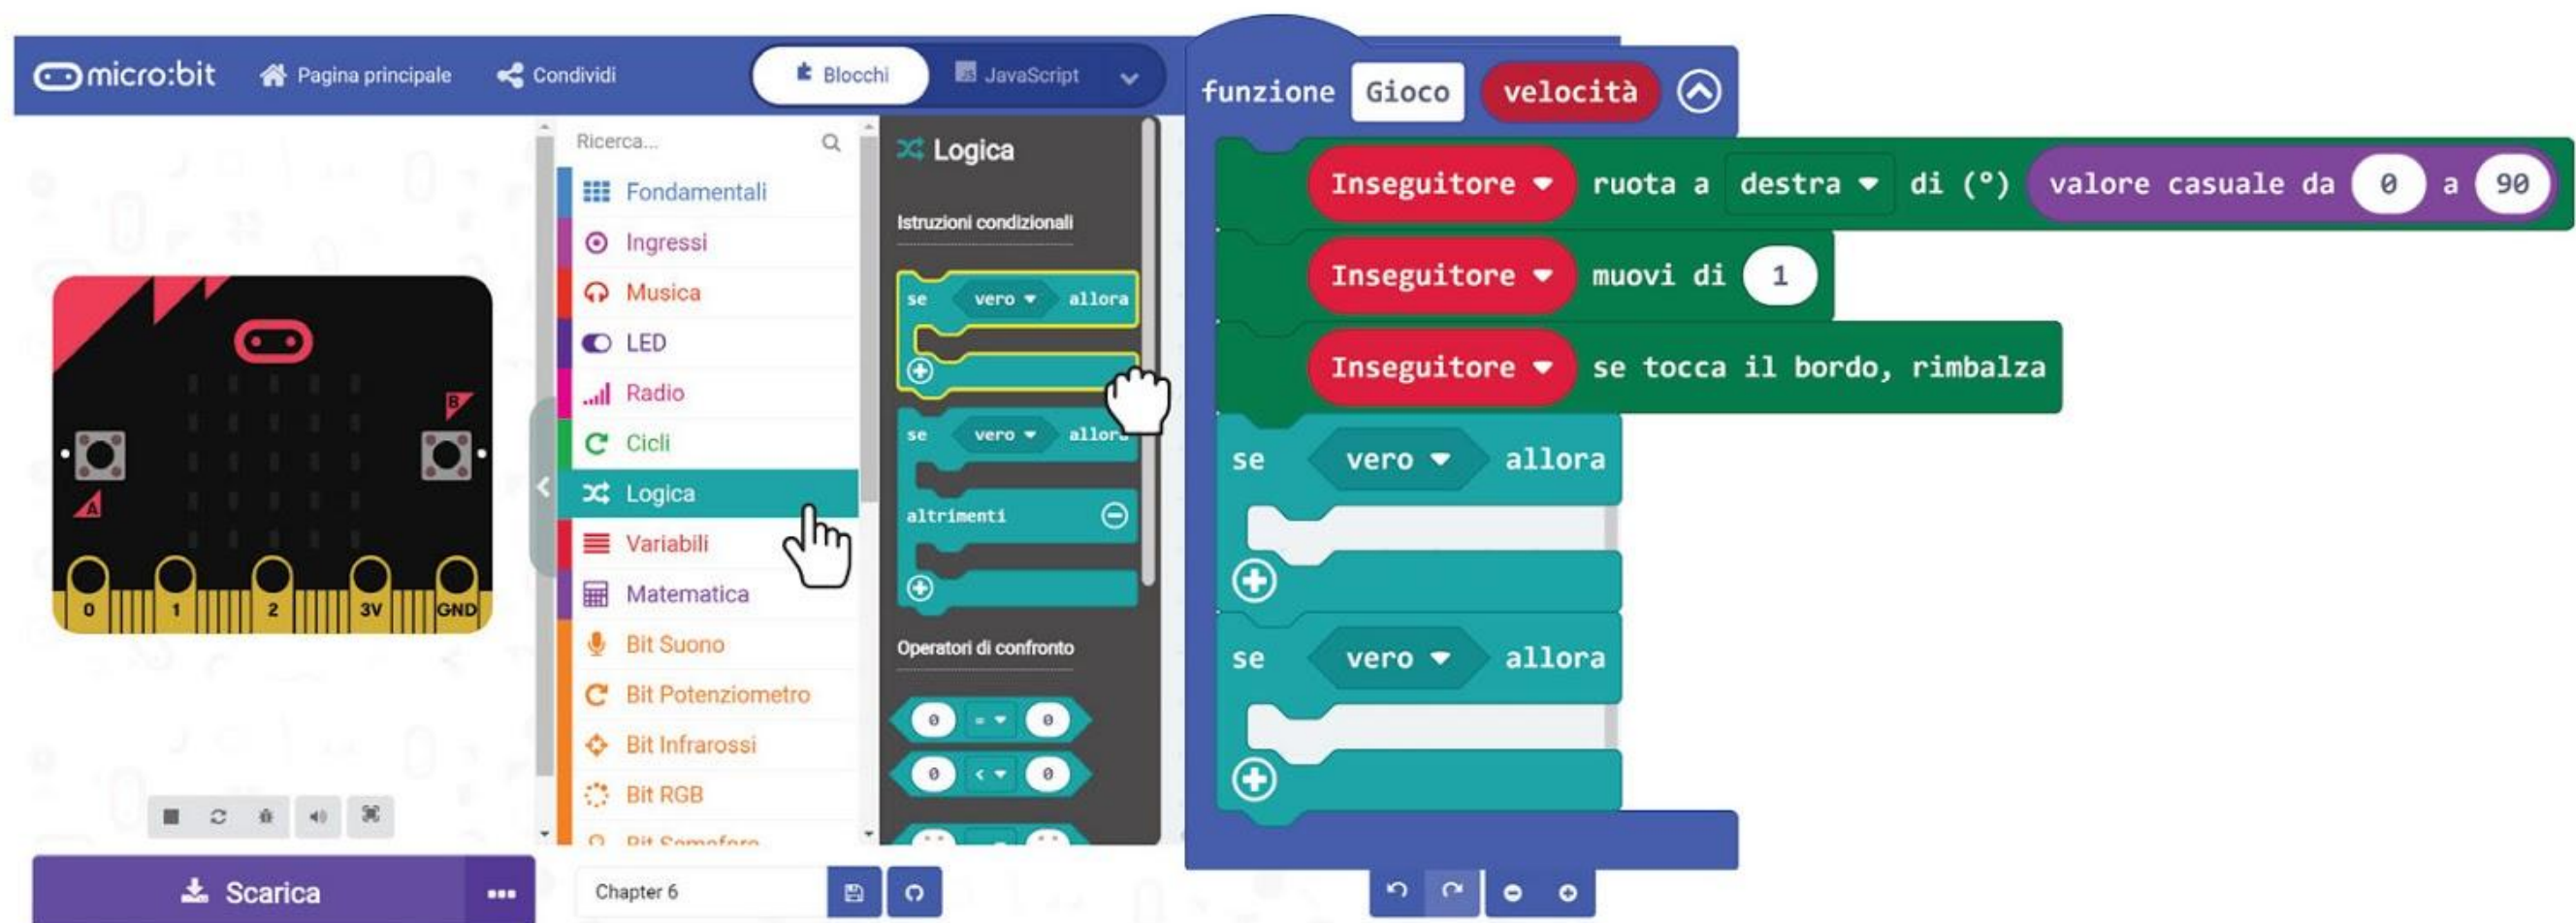 micro:bit
Pagina principale
Condividi
Blocchi
JS JavaScript
Ricerca...
Fondamentali
Ingressi
Musica
LED
Radio
Cicli
Logica
Variabili
Matematica
Bit Suono
Bit Potenziometro
Bit Infrarossi
Bit RGB
Bit Semaforo
Logica
Istruzioni condizionali
se vero allora
se vero allora
altrimenti
Operatori di confronto
0 = 0
0 < 0
B
A
0 1 2 3V GND
Scarica
Chapter 6
funzione Gioco velocità
Inseguitore ruota a destra di (°) valore casuale da 0 a 90
Inseguitore muovi di 1
Inseguitore se tocca il bordo, rimbalza
se vero allora
se vero allora